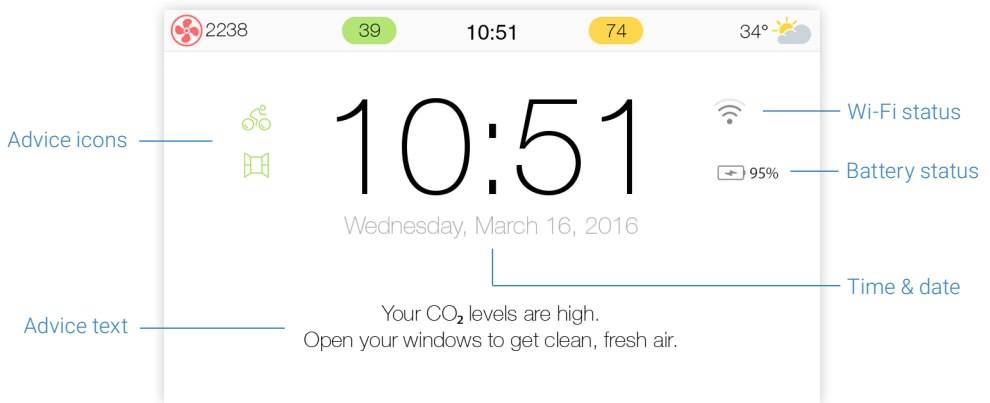 2238 39 10:51 74 34°
10:51
Wednesday, March 16, 2016
Wi-Fi status
Advice icons
95% Battery status
Time & date
Your CO₂ levels are high.
Advice text
Open your windows to get clean, fresh air.